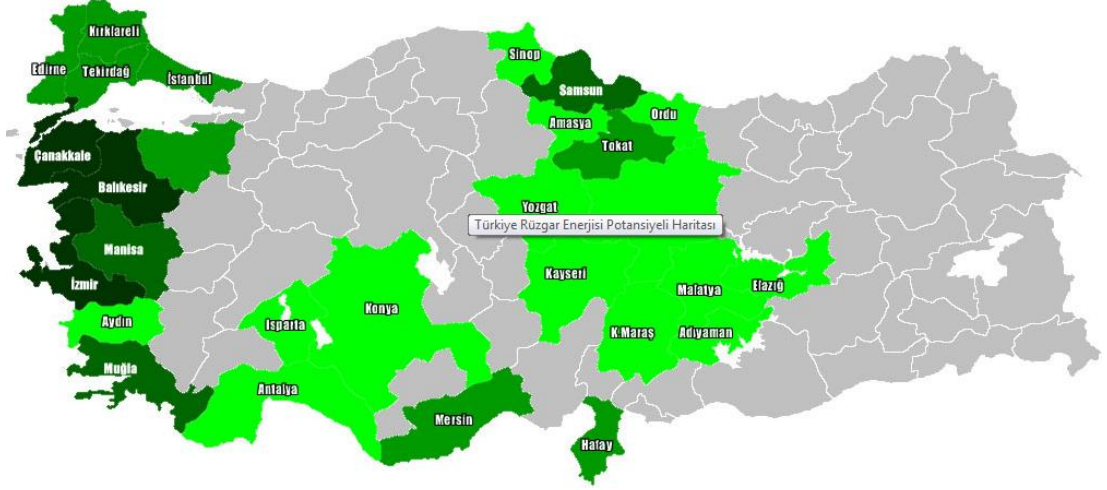 Kırklareli
Edirne
Tekirdağ
İstanbul
Sinop
Samsun
Ordu
Amasya
Tokat
Çanakkale
Balıkesir
Yozgat
Türkiye Rüzgar Enerjisi Potansiyeli Haritası
Manisa
Kayseri
İzmir
Malatya
Elazığ
Konya
Aydın
Isparta
K.Maraş
Adıyaman
Muğla
Antalya
Mersin
Hatay